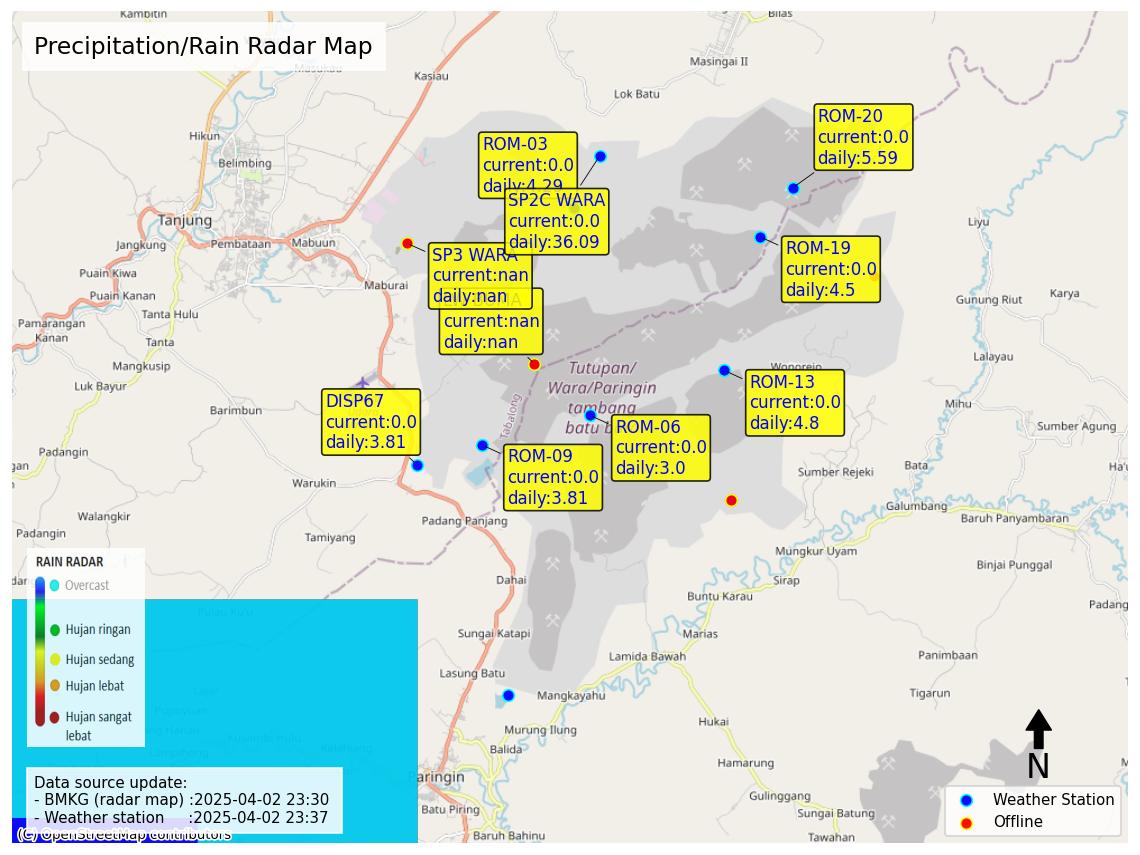 Kambitin
Bilas
Precipitation/Rain Radar Map
Masukau
Masingai II
Kasiau
Lok Batu
ROM-20
current:0.0
daily:5.59
Hikun
ROM-03
current:0.0
daily:4.29
Belimbing
SP2C WARA
current:0.0
daily:36.09
Tanjung
Liyu
Jangkung
Pembataan
Mabuun
ROM-19
current:0.0
daily:4.5
SP3 WARA
current:nan
daily:nan
Puain Kiwa
Maburai
Puain Kanan
Gunung Riut
Karya
current:nan
daily:nan
Tanta Hulu
Pamarangan
Kanan
Tanta
Mangkusip
Lalayau
Wonorejo
Tutupan/
Wara/Paringin
tambang
batu b
Luk Bayur
ROM-13
current:0.0
daily:4.8
Tabalong
DISP67
current:0.0
daily:3.81
Barimbun
Mihu
ROM-06
current:0.0
daily:3.0
Sumber Agung
ROM-09
current:0.0
daily:3.81
Bata
Sumber Rejeki
Warukin
Galumbang
Walangkir
Padang Panjang
Baruh Panyambaran
Padangin
Tamiyang
Mungkur Uyam
Binjai Punggal
RAIN RADAR
Overcast
Hujan ringan
Hujan sedang
Hujan lebat
Hujan sangat
lebat
Dahai
Sirap
Buntu Karau
Padang
Pulau Ku'u
Sungai Katapi
Marias
Lamida Bawah
Panimbaan
Lasung Batu
Mangkayahu
Tigarun
Hukai
Murung Ilung
Balida
Hamarung
N
Paringin
Gulinggang
Data source update:
- BMKG (radar map) :2025-04-02 23:30
- Weather station :2025-04-02 23:37
Weather Station
Offline
Batu Piring
Sungai Batung
Baruh Bahinu
Tawahan
(C) OpenStreetMap contributors